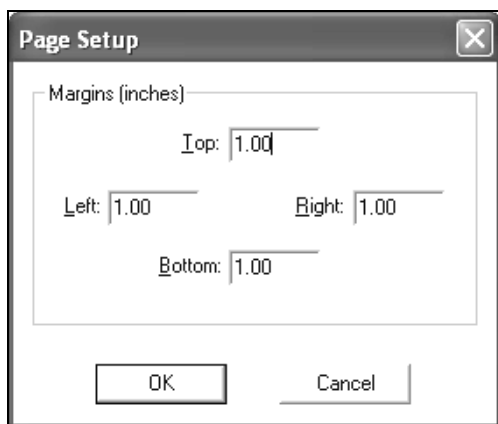 Page Setup
Margins (inches)
Top: 1.00
Left: 1.00 Right: 1.00
Bottom: 1.00
OK Cancel